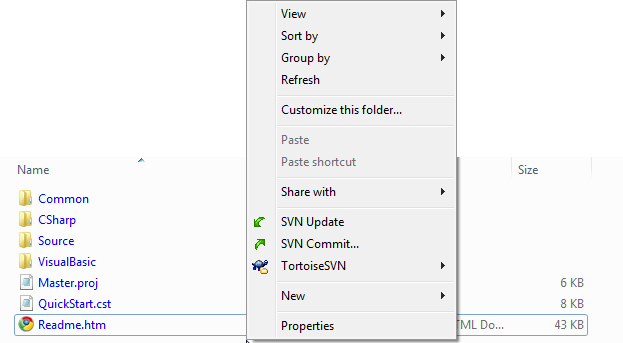 View
Sort by
Group by
Refresh
Customize this folder...
Paste
Paste shortcut
Share with
SVN Update
SVN Commit...
TortoiseSVN
New
Properties
Name
Size
Common
CSharp
Source
VisualBasic
Master.proj
6 KB
QuickStart.cst
8 KB
Readme.htm
TML Do...
43 KB